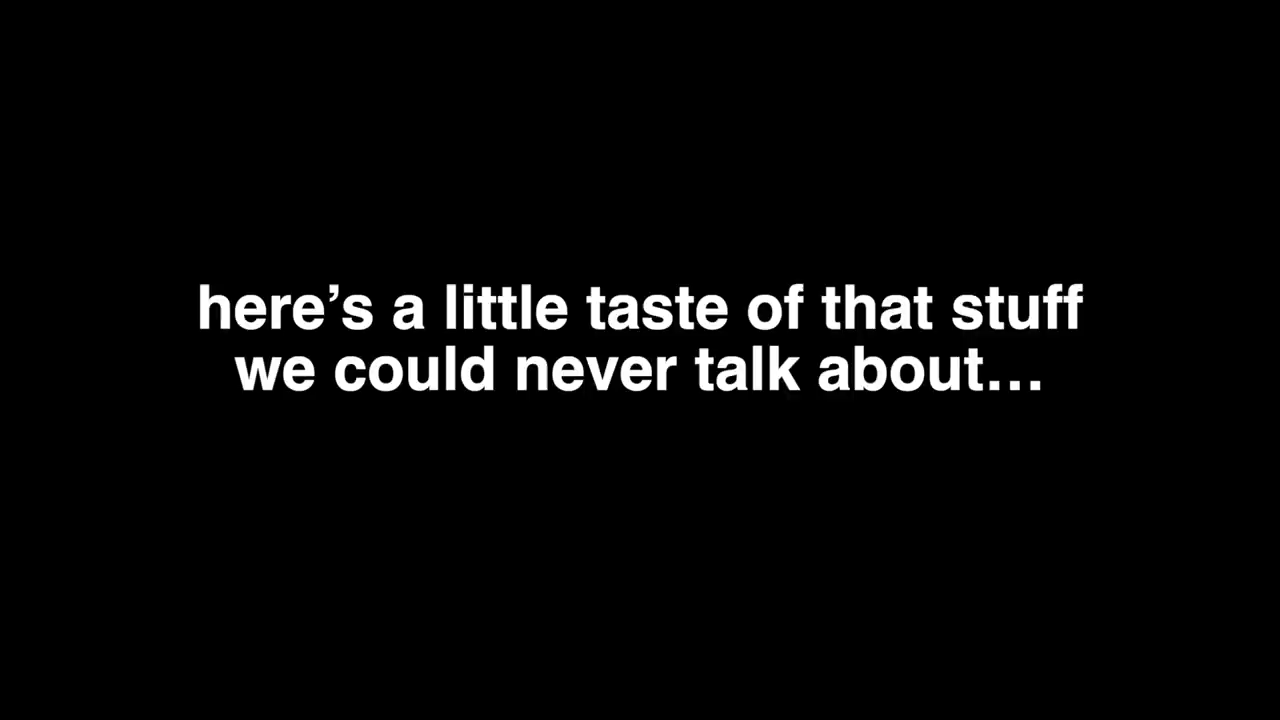 here’s a little taste of that stuff
we could never talk about…